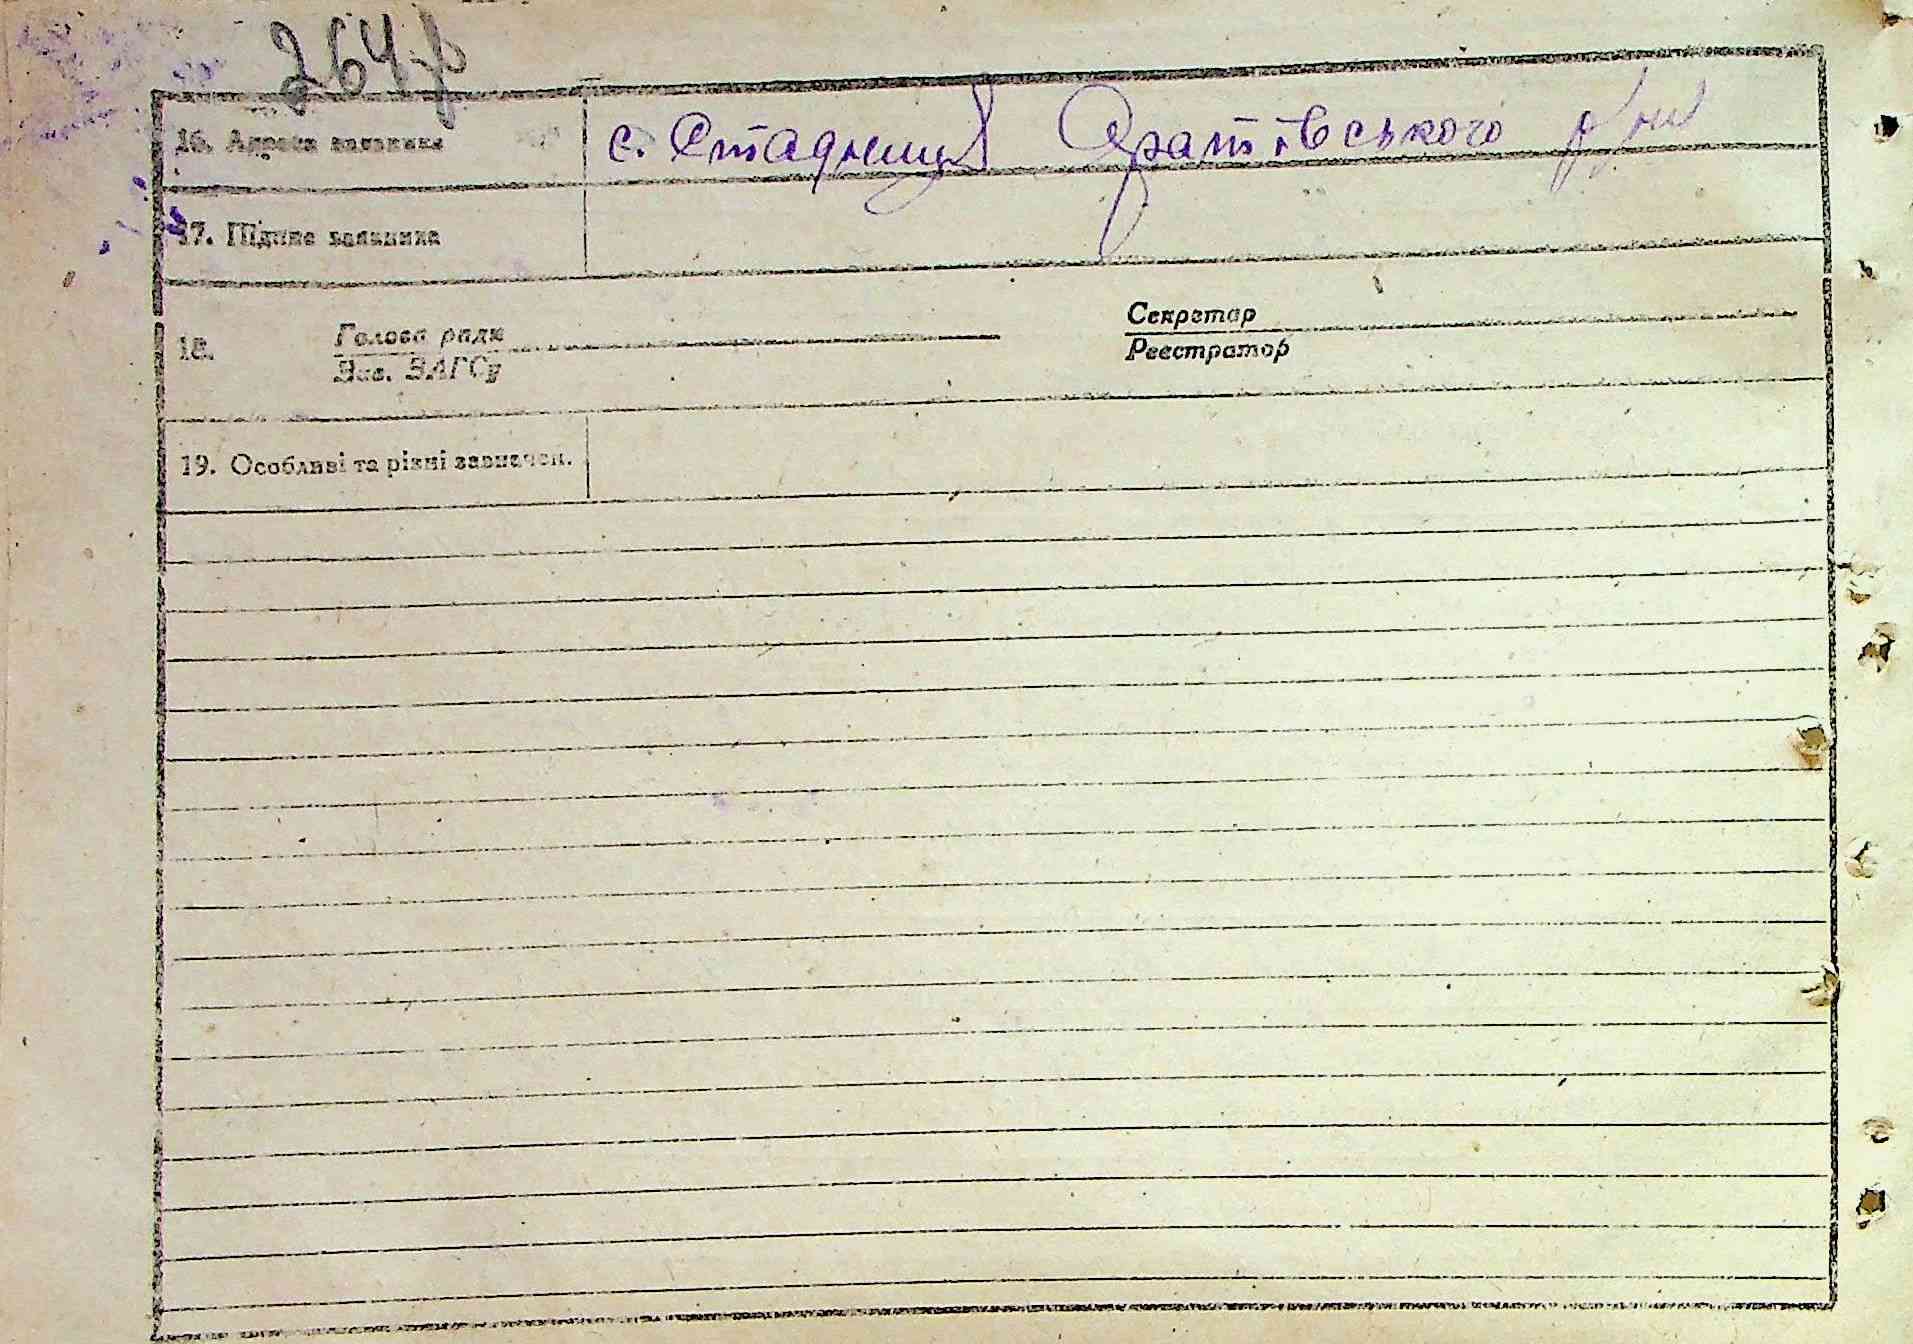 264
16. Адреса заявника с. Стадниця Оратівського р-ну
17. Підпис заявника
18. Голова ради
Зав. ЗАГСу
Секретар
Реєстратор
19. Особливі та різні зазначен.